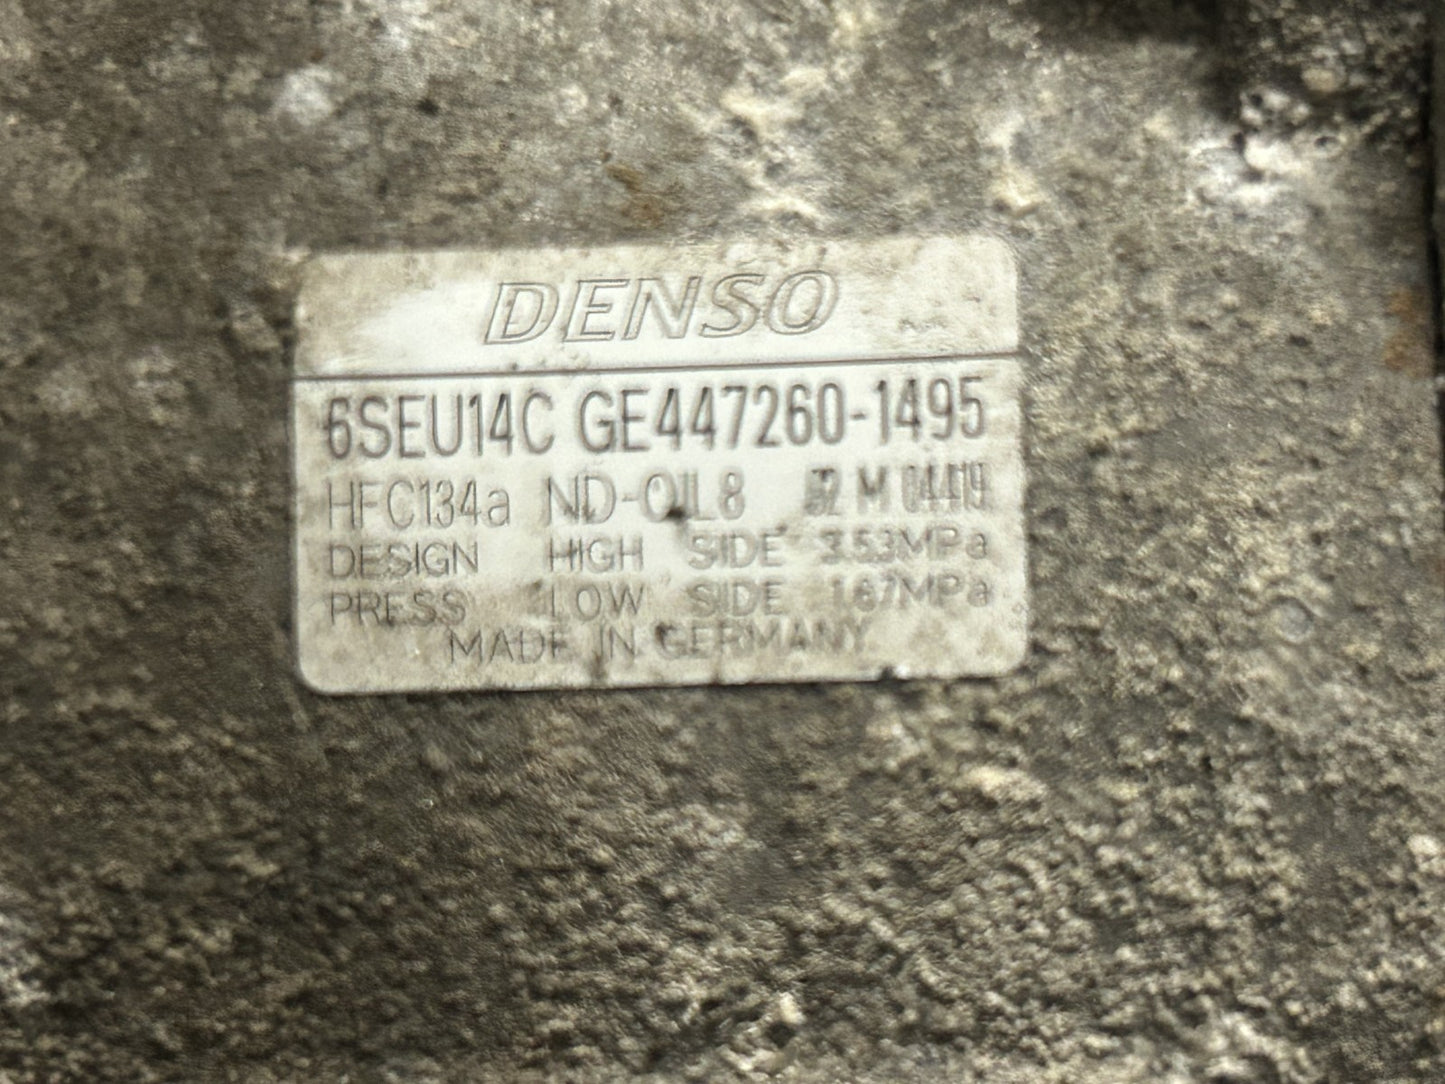 DENSO
6SEU14C GE447260-1495
HFC134a ND-OIL8 M
DESIGN HIGH SIDE 3.53MPa
PRESS LOW SIDE 1.67MPa
MADE IN GERMANY